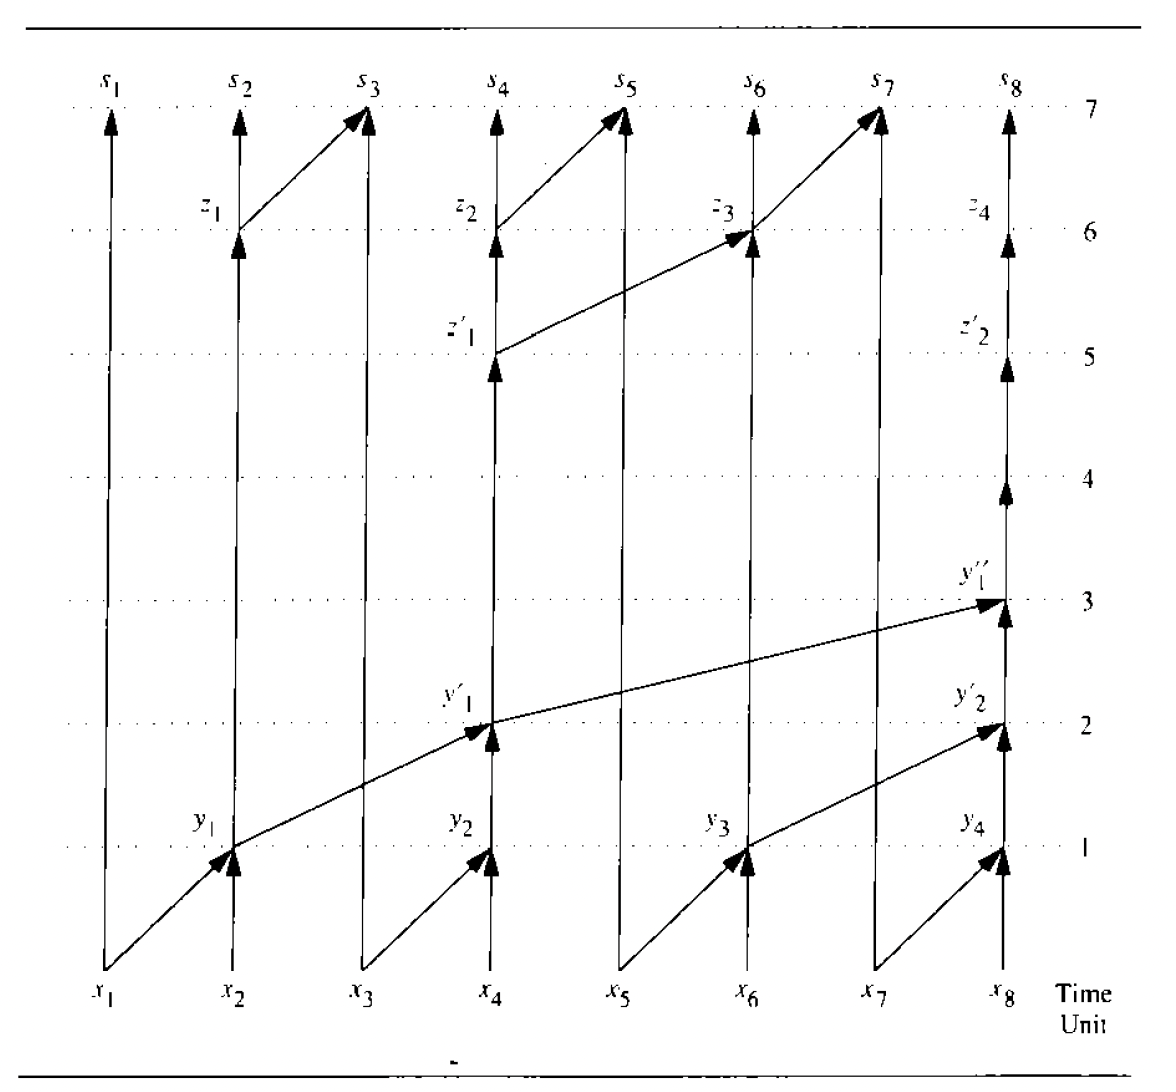 s1 s2 s3 s4 s5 s6 s7 s8
7
z1 z2 z3 z4
6
z′1 z′2
5
4
y″1
3
y′1 y′2
2
y1 y2 y3 y4
1
x1 x2 x3 x4 x5 x6 x7 x8 Time
Unit